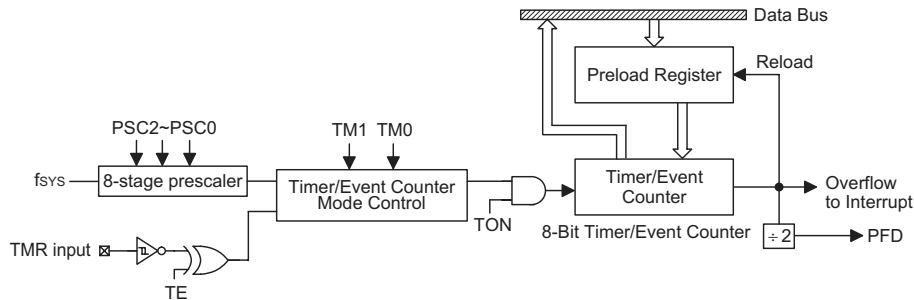 Data Bus
Preload Register
Reload
PSC2~PSC0
TM1
TM0
fSYS
8-stage prescaler
Timer/Event Counter
Mode Control
TON
Timer/Event
Counter
8-Bit Timer/Event Counter
Overflow
to Interrupt
÷2
PFD
TMR input
TE